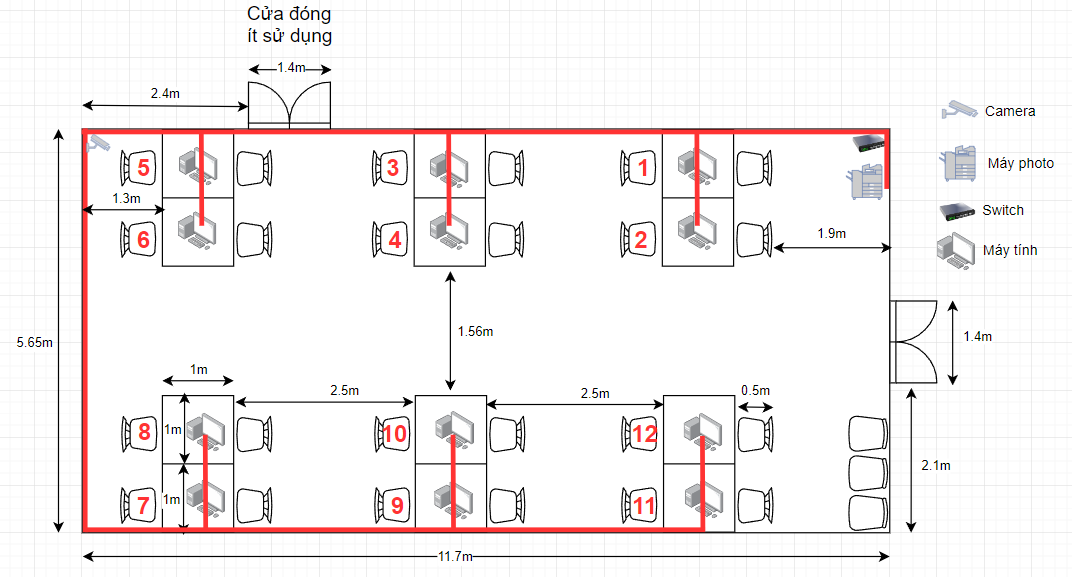 Cửa đóng
ít sử dụng
1.4m
2.4m
Camera
5
3
1
Máy photo
1.3m
Switch
6
4
2
1.9m
Máy tính
5.65m
1.56m
1.4m
1m
2.5m
2.5m
0.5m
8
1m
10
12
2.1m
7
1m
9
11
11.7m